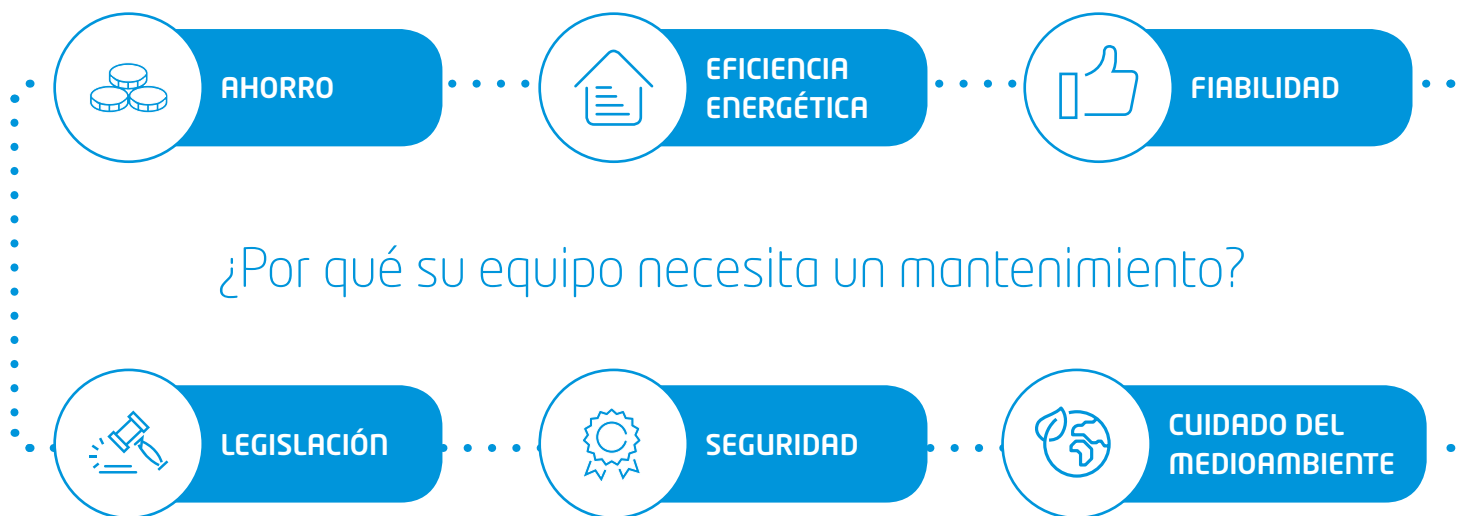 AHORRO
EFICIENCIA
ENERGÉTICA
FIABILIDAD
¿Por qué su equipo necesita un mantenimiento?
LEGISLACIÓN
SEGURIDAD
CUIDADO DEL
MEDIOAMBIENTE